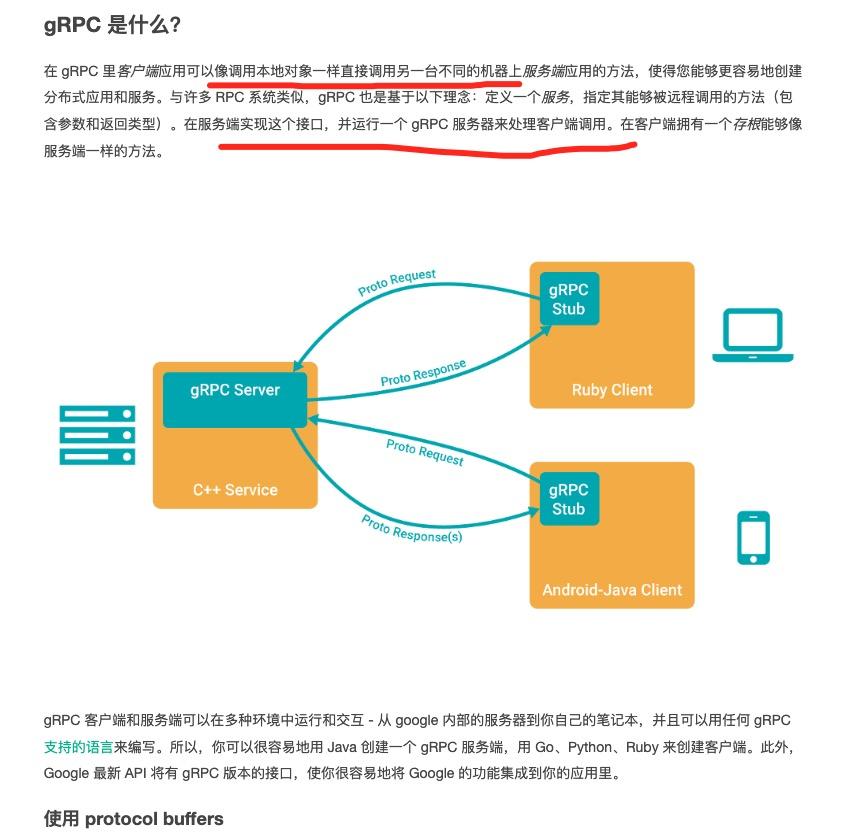 gRPC 是什么?
在 gRPC 里客户端应用可以像调用本地对象一样直接调用另一台不同的机器上服务端应用的方法，使得您能够更容易地创建
分布式应用和服务。与许多 RPC 系统类似，gRPC 也是基于以下理念：定义一个服务，指定其能够被远程调用的方法（包
含参数和返回类型）。在服务端实现这个接口，并运行一个 gRPC 服务器来处理客户端调用。在客户端拥有一个存根能够像
服务端一样的方法。
Proto Request
gRPC
Stub
Proto Response
Ruby Client
gRPC Server
C++ Service
Proto Request
gRPC
Stub
Proto Response(s)
Android-Java Client
gRPC 客户端和服务端可以在多种环境中运行和交互 - 从 google 内部的服务器到你自己的笔记本，并且可以用任何 gRPC
支持的语言来编写。所以，你可以很容易地用 Java 创建一个 gRPC 服务端，用 Go、Python、Ruby 来创建客户端。此外，
Google 最新 API 将有 gRPC 版本的接口，使你很容易地将 Google 的功能集成到你的应用里。
使用 protocol buffers